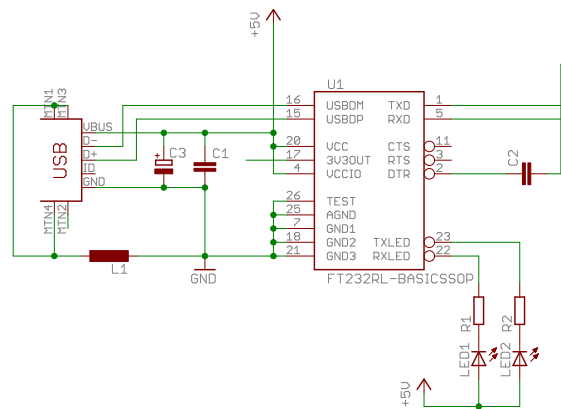 +5V
U1
MTN1
MTN3
USB
VBUS
D-
D+
ID
GND
MTN4
MTN2
C3
+
C1
L1
GND
16 USBDM TXD 1
15 USBDP RXD 5
20 VCC CTS 11
17 3V3OUT RTS 3
4 VCCIO DTR 2
26 TEST
25 AGND
7 GND1
18 GND2 TXLED 23
21 GND3 RXLED 22
FT232RL-BASICSSOP
C2
R1
R2
LED1
LED2
+5V